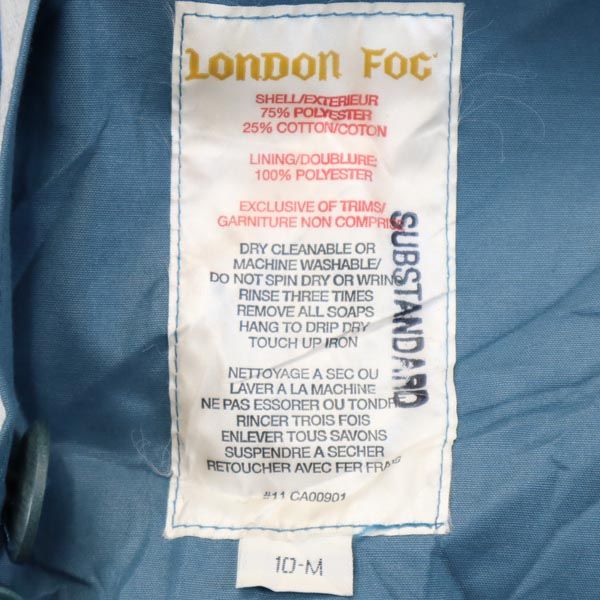 LONDON FOG
SHELL/EXTERIEUR
75% POLYESTER
25% COTTON/COTON
LINING/DOUBLURE:
100% POLYESTER
EXCLUSIVE OF TRIMS/
GARNITURE NON COMPRISE
DRY CLEANABLE OR
MACHINE WASHABLE/
DO NOT SPIN DRY OR WRING
RINSE THREE TIMES
REMOVE ALL SOAPS
HANG TO DRIP DRY
TOUCH UP IRON
NETTOYAGE A SEC OU
LAVER A LA MACHINE
NE PAS ESSORER OU TONDRE
RINCER TROIS FOIS
ENLEVER TOUS SAVONS
SUSPENDRE A SECHER
RETOUCHER AVEC FER FRAIS
#11 CA00901
SUBSTANDARD
10-M